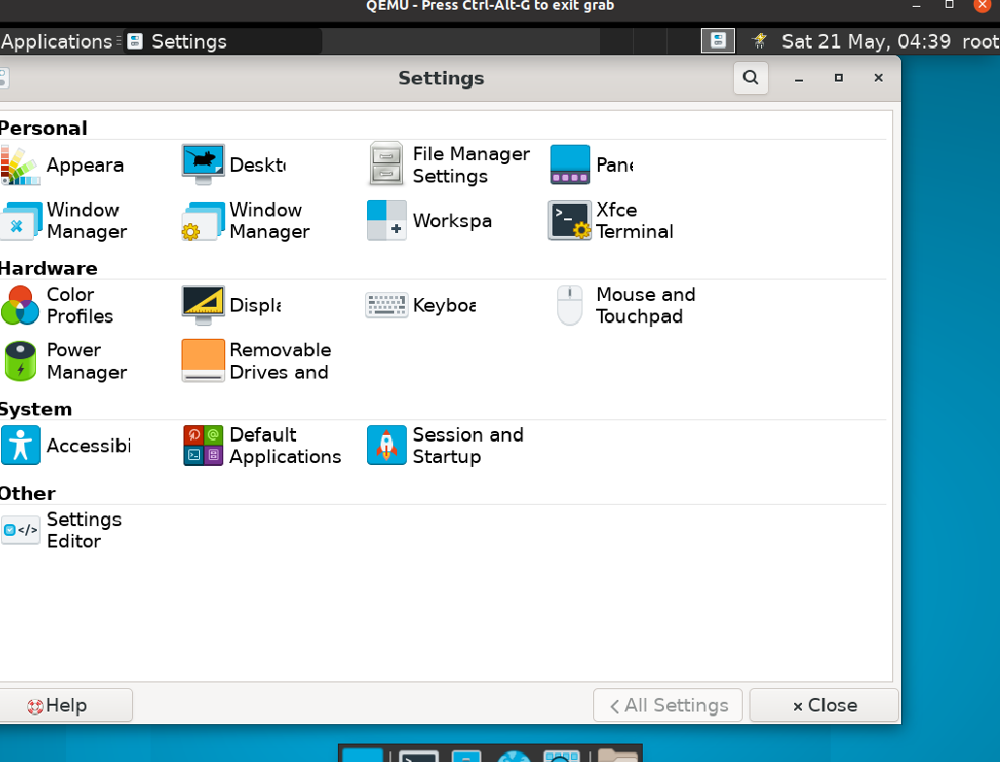 QEMU - Press Ctrl-Alt-G to exit grab
Applications Settings Sat 21 May, 04:39 root
Settings
Personal
Appeara
Deskto
File Manager
Settings
Pane
Window
Manager
Window
Manager
Workspa
Xfce
Terminal
Hardware
Color
Profiles
Displa
Keyboa
Mouse and
Touchpad
Power
Manager
Removable
Drives and
System
Accessibi
Default
Applications
Session and
Startup
Other
Settings
Editor
Help
All Settings
Close